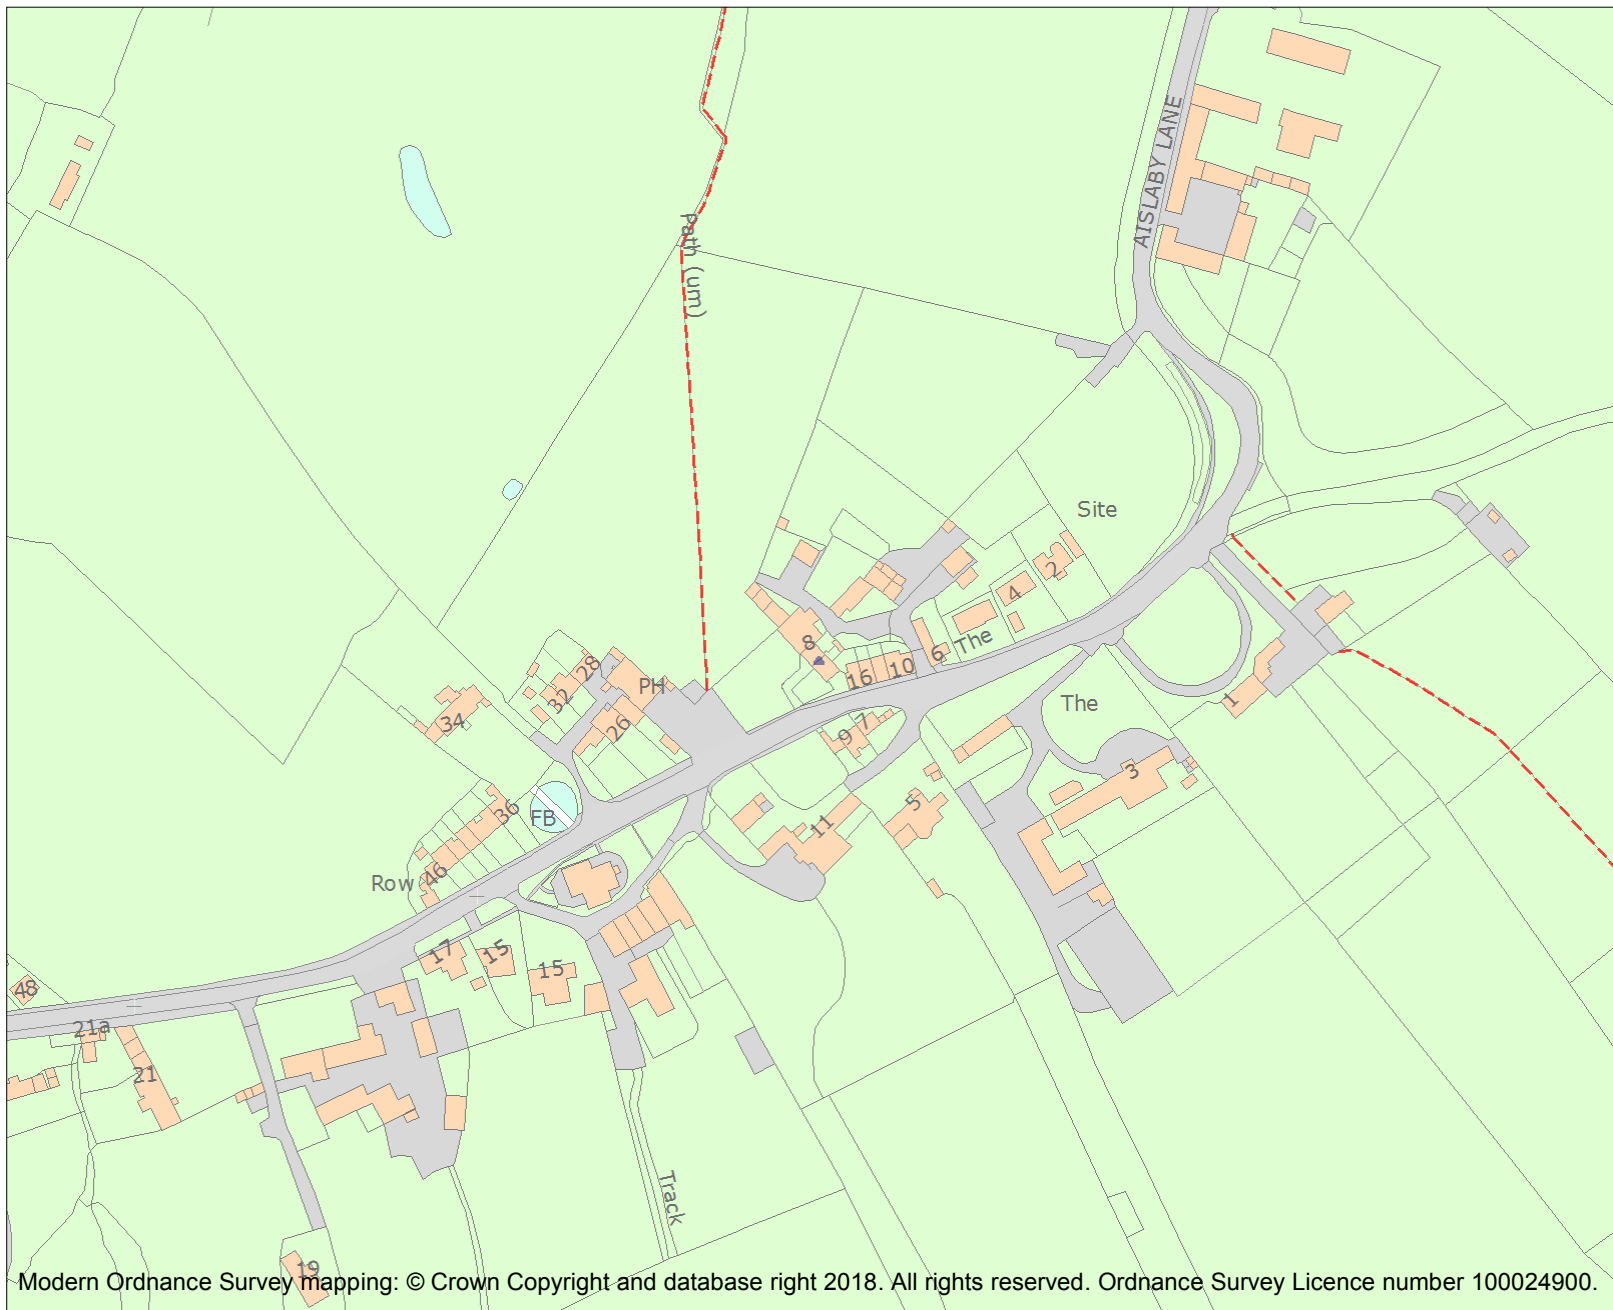 AISLABY LANE
Path (um)
Site
2
4
The
6
8
10
16
28
PH
32
26
34
The
1
7
9
3
5
11
36
FB
46
Row
17
15
15
48
21a
21
Track
19
Modern Ordnance Survey mapping: © Crown Copyright and database right 2018. All rights reserved. Ordnance Survey Licence number 100024900.